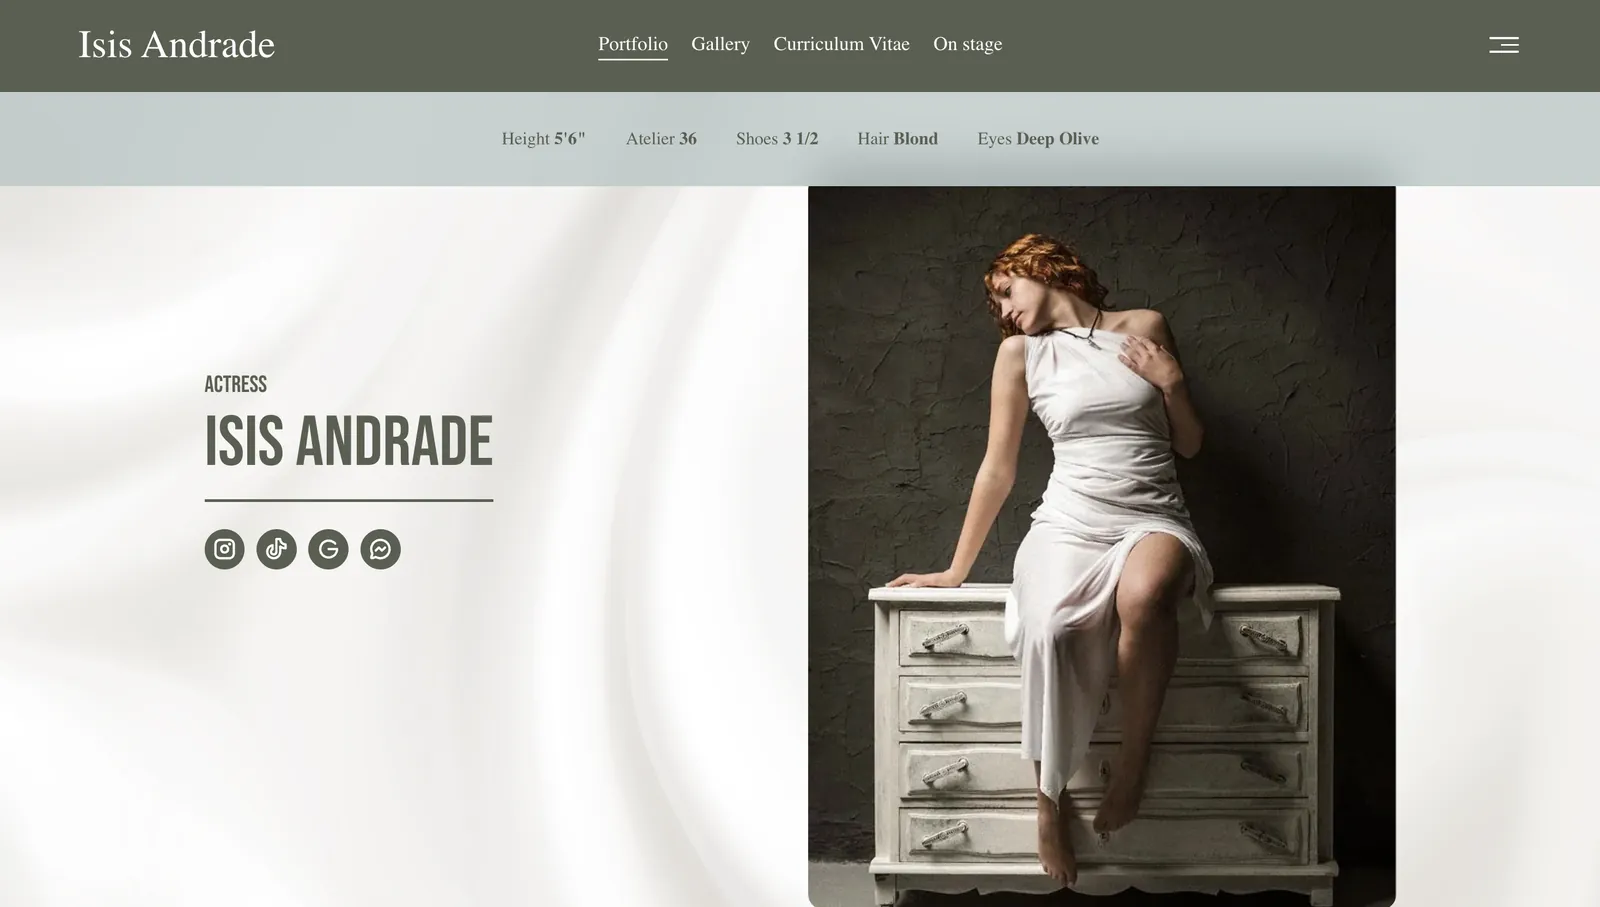 Isis Andrade
Portfolio Gallery Curriculum Vitae On stage
Height 5'6" Atelier 36 Shoes 3 1/2 Hair Blond Eyes Deep Olive
ACTRESS
ISIS ANDRADE